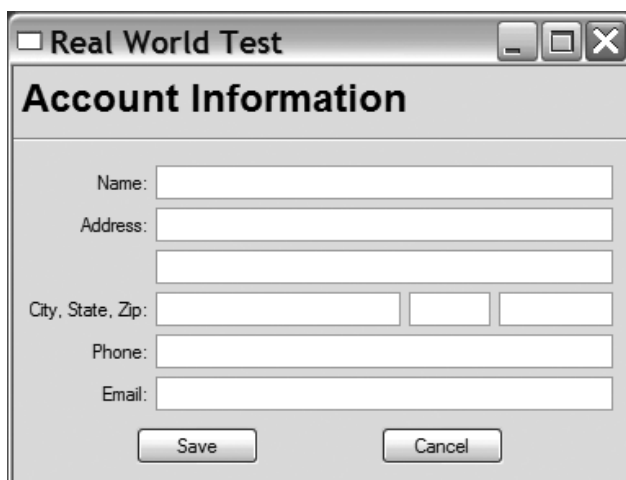 Real World Test
Account Information
Name:
Address:
City, State, Zip:
Phone:
Email:
Save Cancel